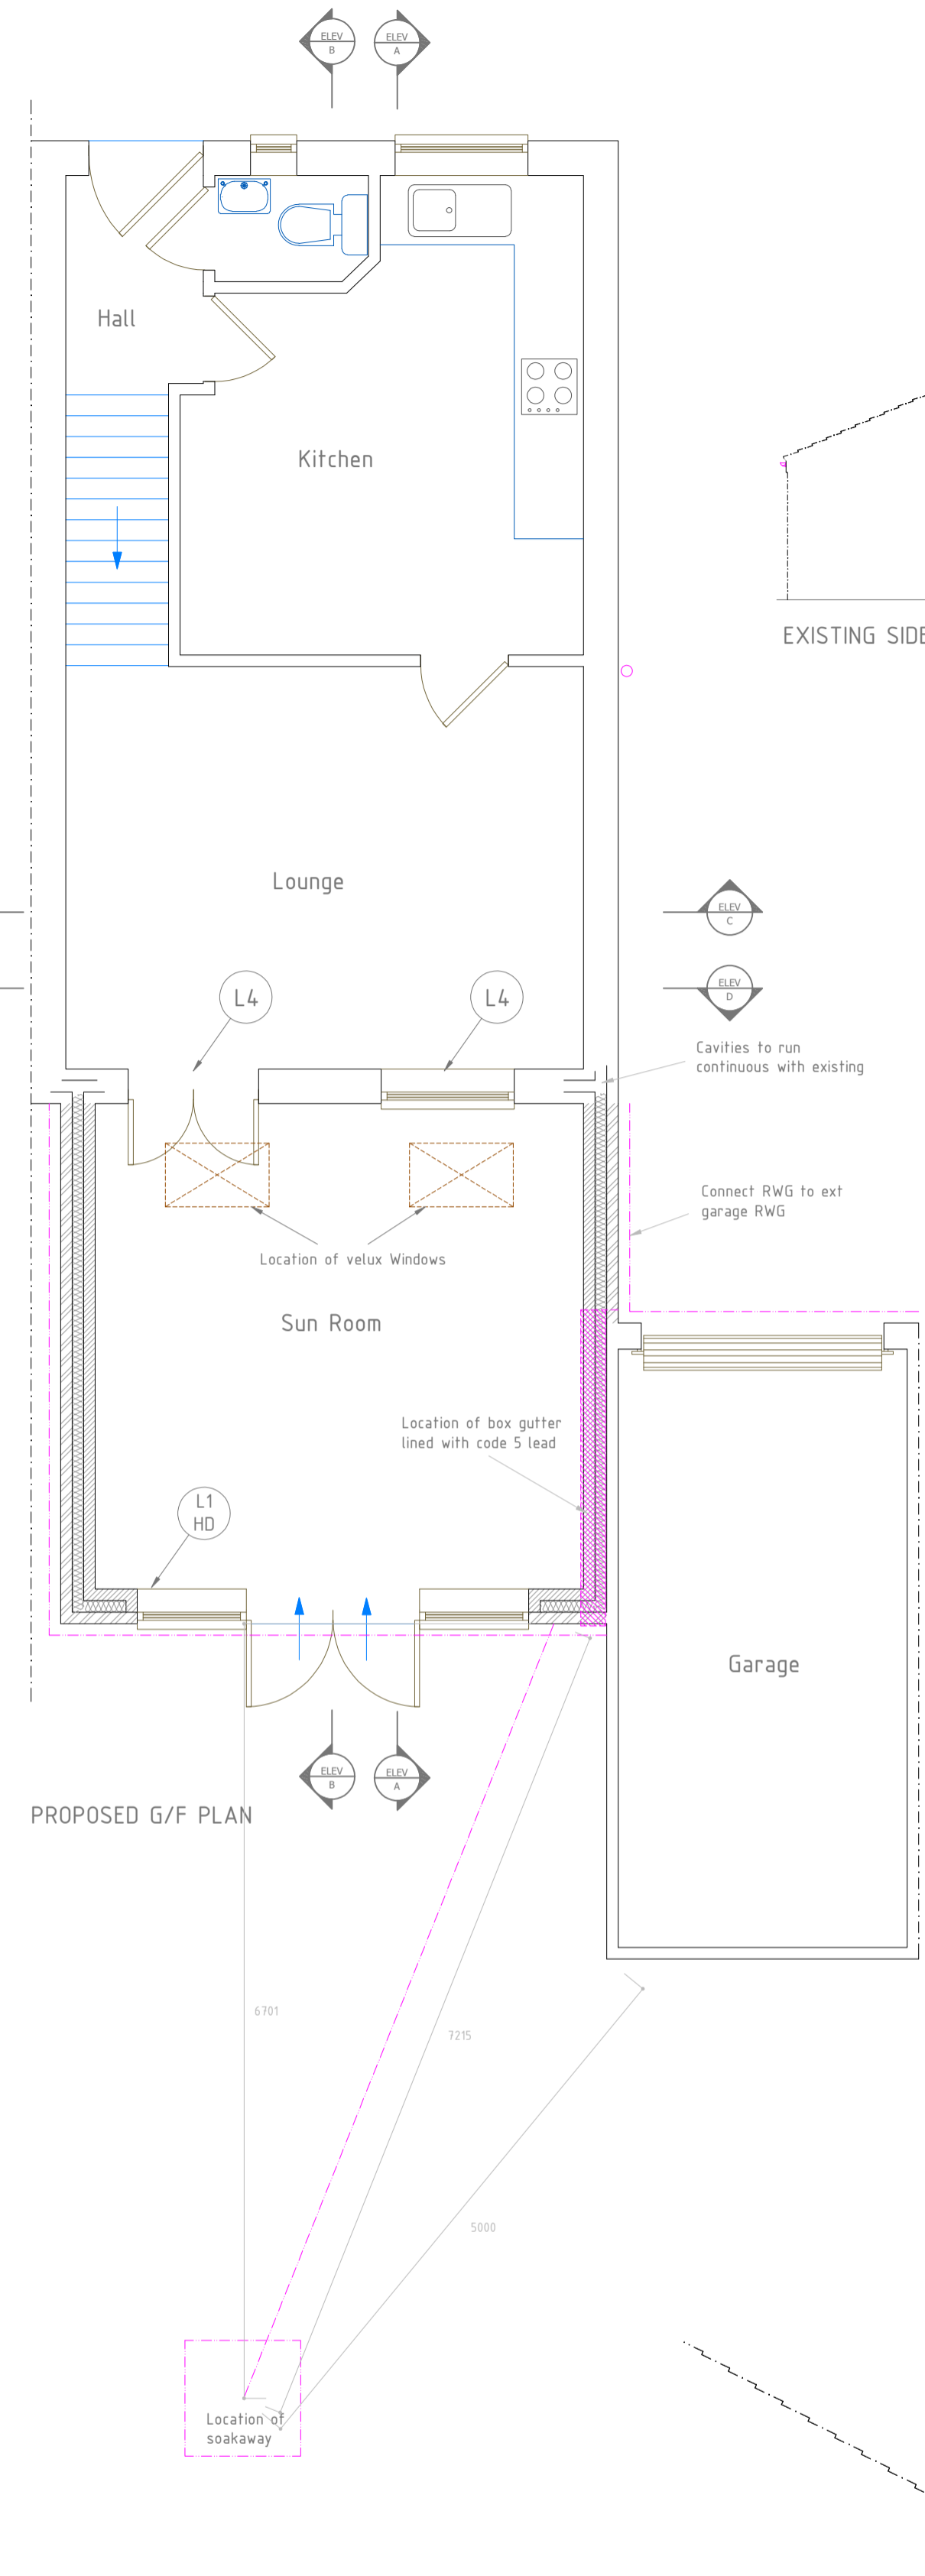 ELEV
B
ELEV
A
Hall
Kitchen
EXISTING SIDE
Lounge
ELEV
C
L4
L4
ELEV
D
Cavities to run
continuous with existing
Connect RWG to ext
garage RWG
Location of velux Windows
Sun Room
Location of box gutter
lined with code 5 lead
L1
HD
Garage
ELEV
B
ELEV
A
PROPOSED G/F PLAN
6701
7215
5000
Location of
soakaway